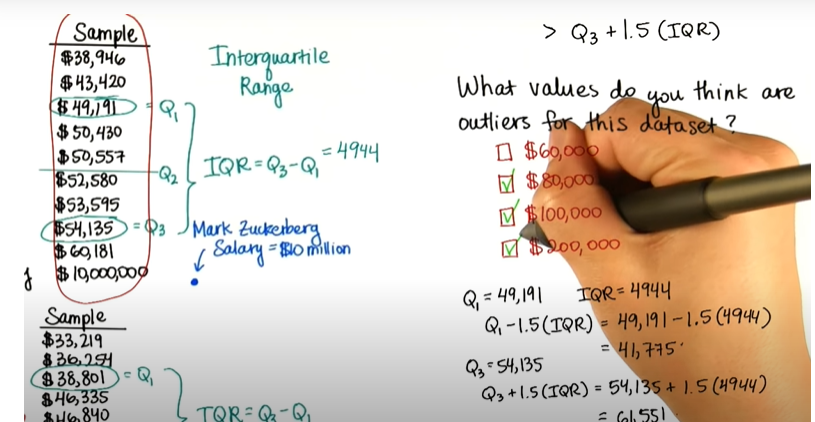 Sample
$38,946
$43,420
$49,191 = Q₁
$50,430
$50,557
Q₂
$52,580
$53,595
$54,135 = Q₃
$60,181
$10,000,000
Interquartile
Range
IQR = Q₃ - Q₁ = 4944
Mark Zuckerberg
Salary = $10 million
Sample
$33,219
$36,254
$38,801 = Q₁
$46,335
$46,840
IQR = Q₃ - Q₁
> Q₃ + 1.5 (IQR)
What values do you think are
outliers for this dataset?
$60,000
$80,000
$100,000
$200,000
Q₁ = 49,191 IQR = 4944
Q₁ - 1.5 (IQR) = 49,191 - 1.5 (4944)
= 41,775
Q₃ = 54,135
Q₃ + 1.5 (IQR) = 54,135 + 1.5 (4944)
= 61,551